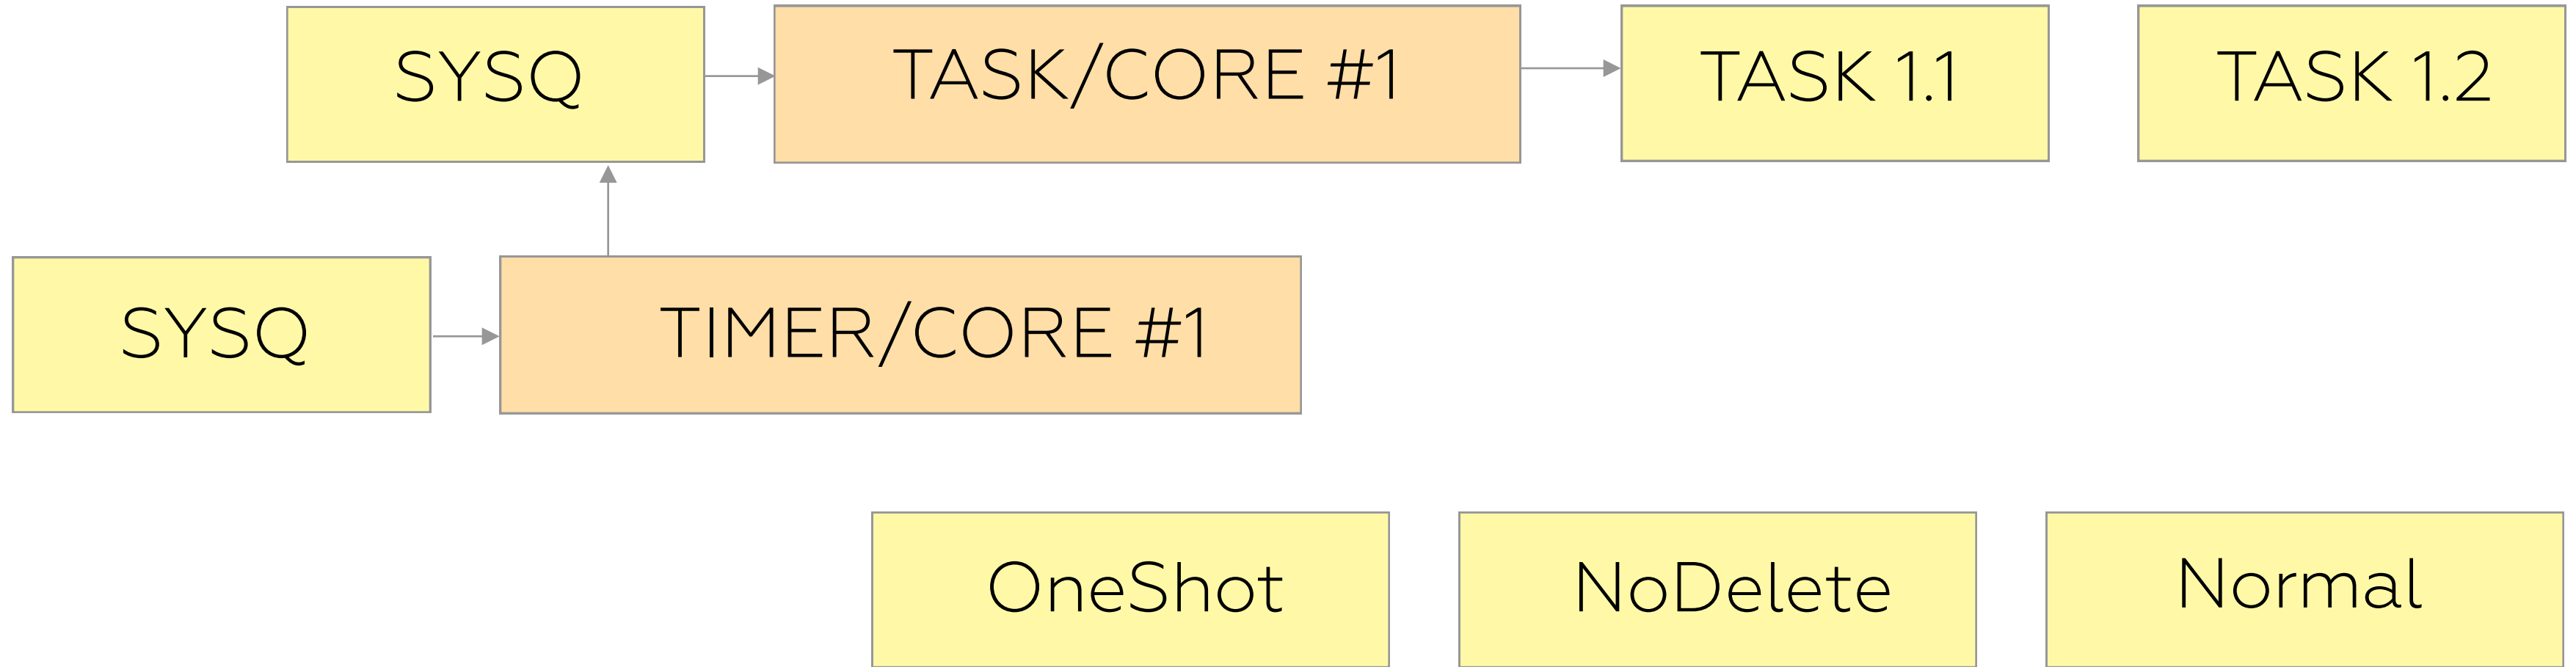 SYSQ
TASK/CORE #1
TASK 1.1
TASK 1.2
SYSQ
TIMER/CORE #1
OneShot
NoDelete
Normal